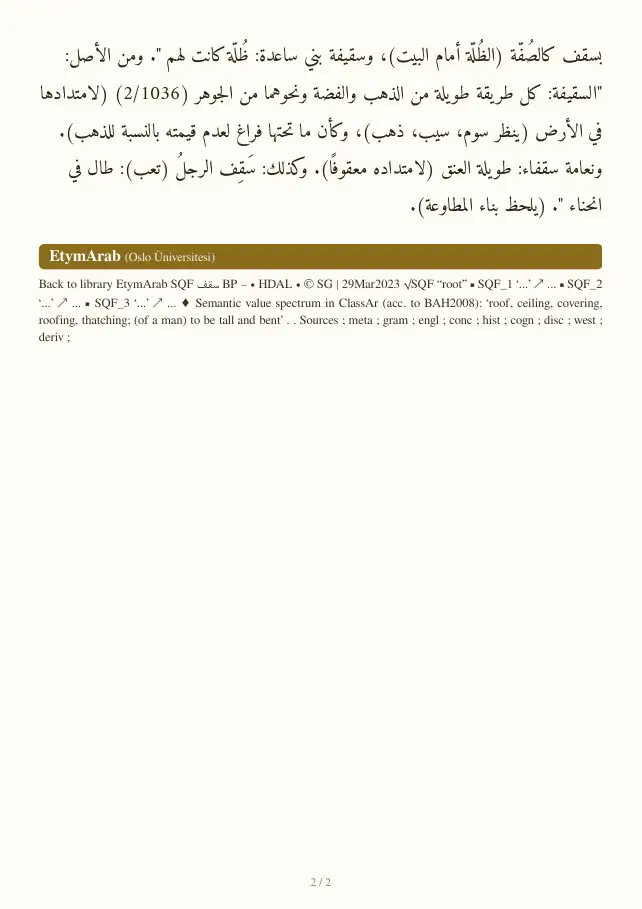 بسقف كالصُفّة (الظُلّة أمام البيت)، وسقيفة بني ساعدة: ظُلّة كانت لهم ". ومن الأصل:
"السقيفة: كل طريقة طويلة من الذهب والفضة ونحوهما من الجوهر (2/1036) (لامتدادها
في الأرض (ينظر سوم، سيب، ذهب)، وكأن ما تحتها فراغ لعدم قيمته بالنسبة للذهب).
ونعامة سقفاء: طويلة العنق (لامتداده معقوفًا). وكذلك: سَقِف الرجلُ (تعب): طال في
انحناء ". (يلحظ بناء المطاوعة).
EtymArab (Oslo Üniversitesi)
Back to library EtymArab SQF سقف BP – • HDAL • © SG | 29Mar2023 √SQF “root” ▪ SQF_1 ‘...’ ↗ ... ▪ SQF_2
‘...’ ↗ ... ▪ SQF_3 ‘...’ ↗ ... ♦ Semantic value spectrum in ClassAr (acc. to BAH2008): ‘roof, ceiling, covering,
roofing, thatching; (of a man) to be tall and bent’ . . Sources ; meta ; gram ; engl ; conc ; hist ; cogn ; disc ; west ;
deriv ;
2 / 2